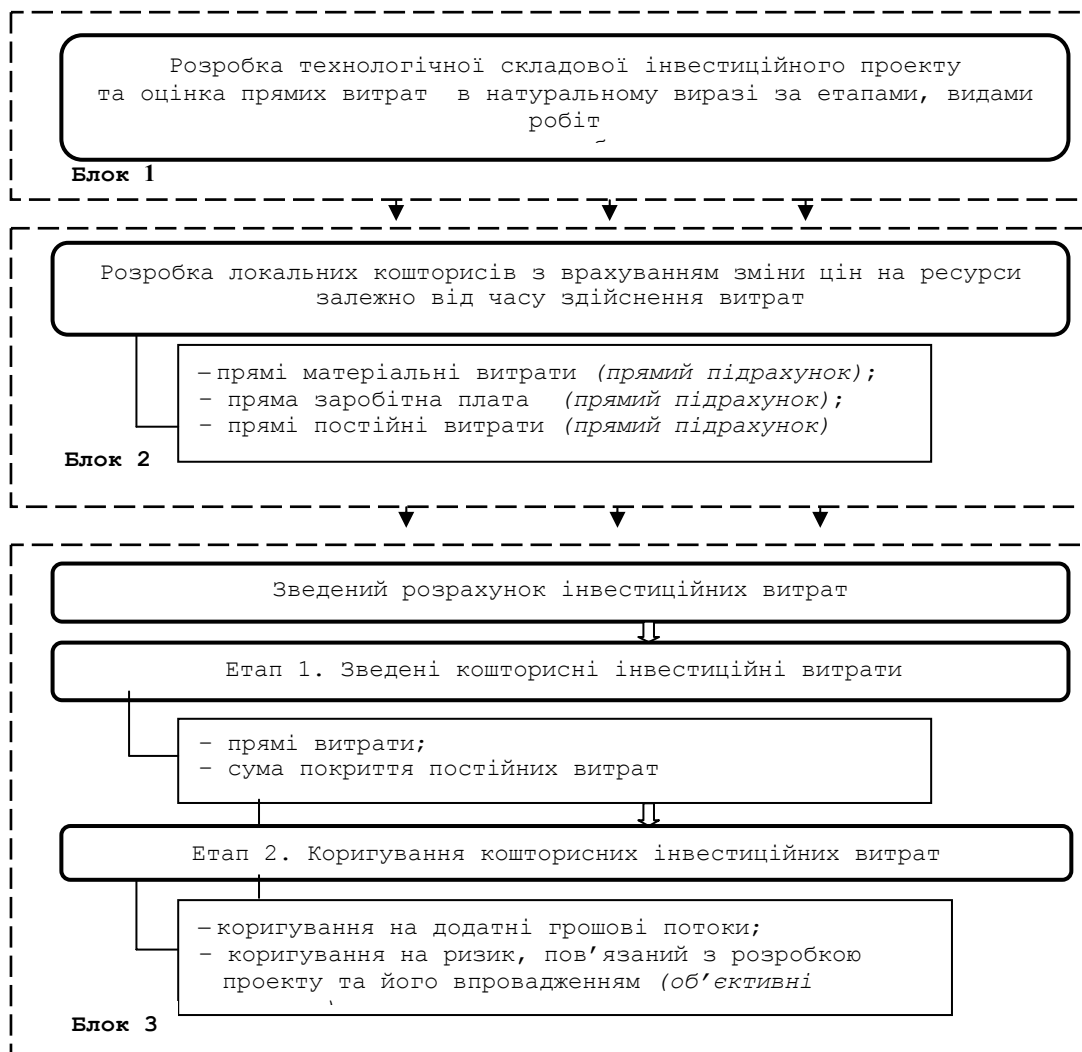 Розробка технологічної складової інвестиційного проекту
та оцінка прямих витрат в натуральному виразі за етапами, видами
робіт
Блок 1
Розробка локальних кошторисів з врахуванням зміни цін на ресурси
залежно від часу здійснення витрат
– прямі матеріальні витрати (прямий підрахунок);
– пряма заробітна плата (прямий підрахунок);
– прямі постійні витрати (прямий підрахунок)
Блок 2
Зведений розрахунок інвестиційних витрат
Етап 1. Зведені кошторисні інвестиційні витрати
– прямі витрати;
– сума покриття постійних витрат
Етап 2. Коригування кошторисних інвестиційних витрат
– коригування на додатні грошові потоки;
– коригування на ризик, пов’язаний з розробкою
проекту та його впровадженням (об’єктивні
Блок 3